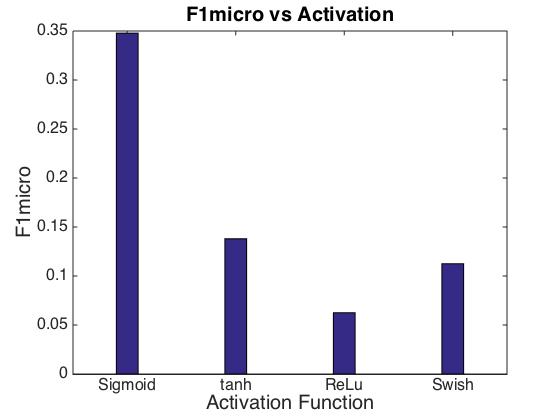 F1micro vs Activation
0.35
0.3
0.25
0.2
0.15
0.1
0.05
0
F1micro
Sigmoid tanh ReLu Swish
Activation Function